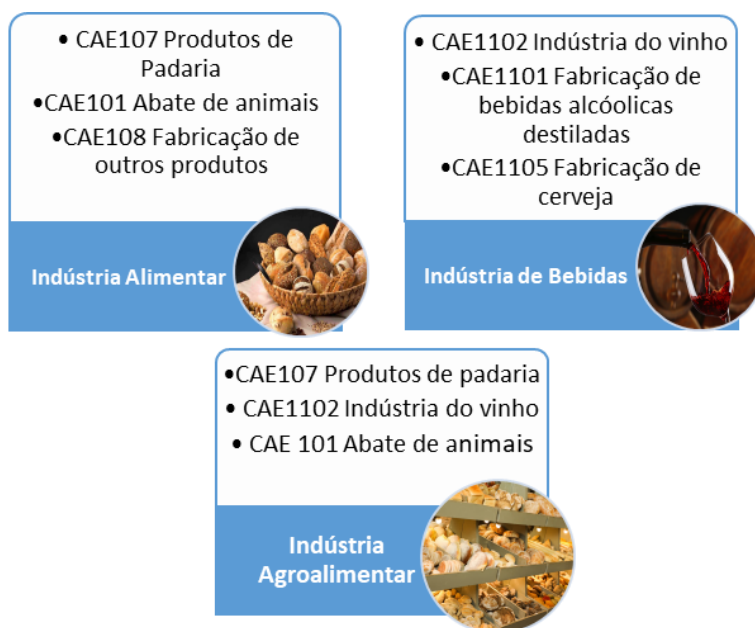 • CAE107 Produtos de
Padaria
•CAE101 Abate de animais
•CAE108 Fabricação de
outros produtos
Indústria Alimentar
• CAE1102 Indústria do vinho
•CAE1101 Fabricação de
bebidas alcóolicas
destiladas
•CAE1105 Fabricação de
cerveja
Indústria de Bebidas
•CAE107 Produtos de padaria
• CAE1102 Indústria do vinho
• CAE 101 Abate de animais
Indústria
Agroalimentar